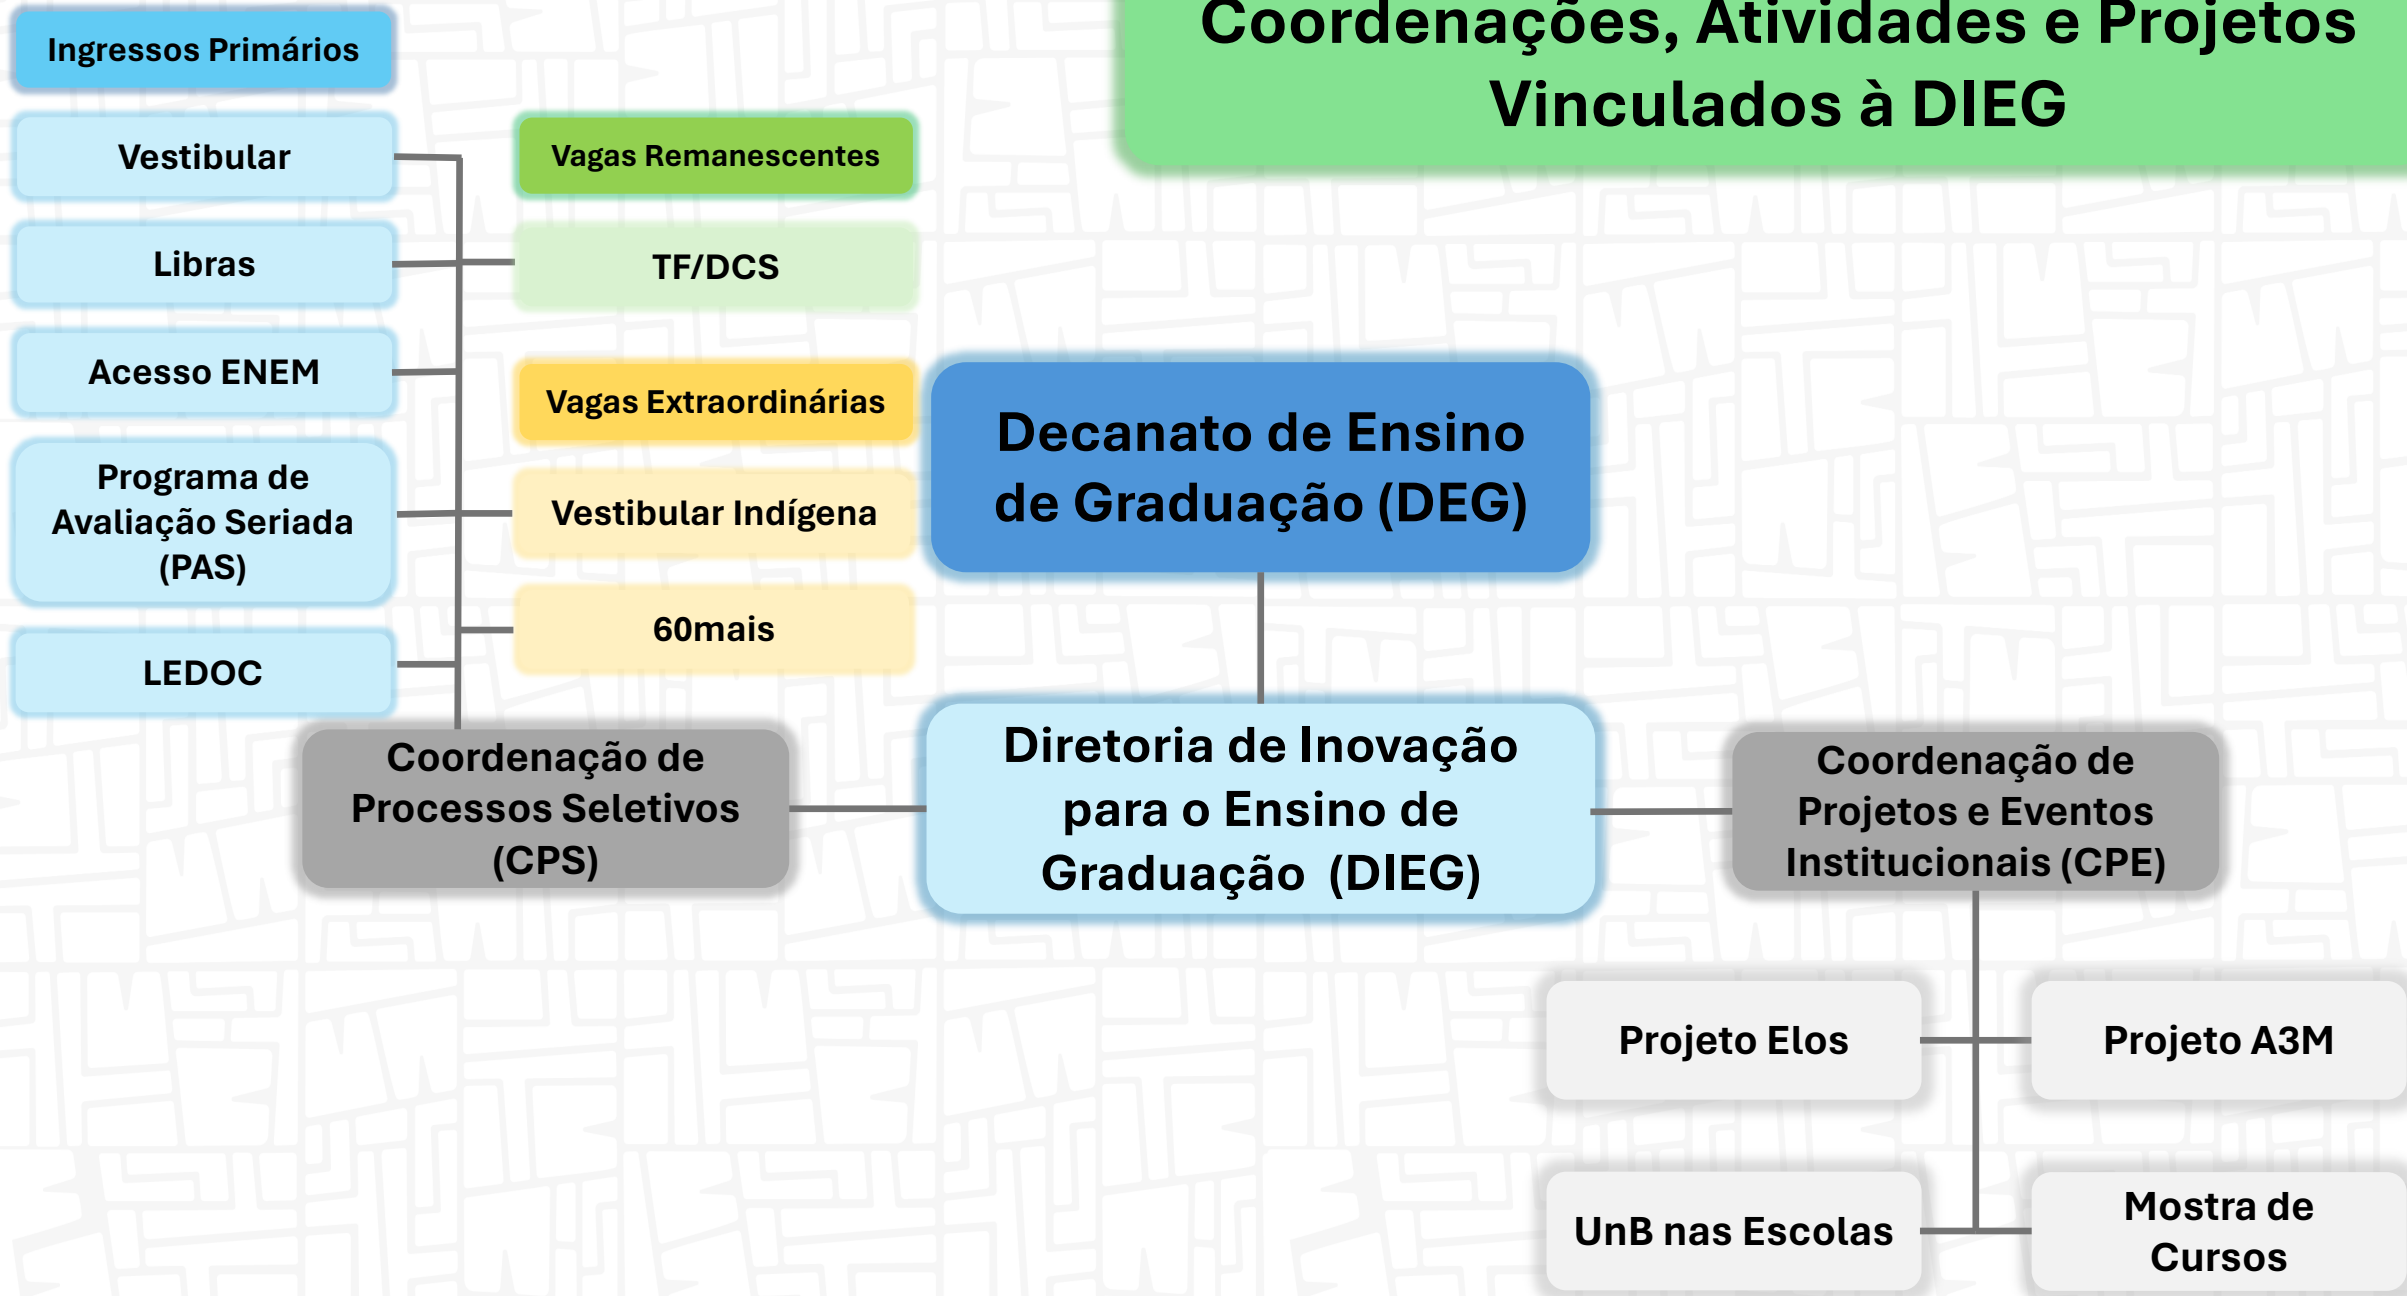 Coordenações, Atividades e Projetos
Vinculados à DIEG
Ingressos Primários
Vestibular
Libras
Acesso ENEM
Programa de
Avaliação Seriada
(PAS)
LEDOC
Vagas Remanescentes
TF/DCS
Vagas Extraordinárias
Vestibular Indígena
60mais
Decanato de Ensino
de Graduação (DEG)
Coordenação de
Processos Seletivos
(CPS)
Diretoria de Inovação
para o Ensino de
Graduação (DIEG)
Coordenação de
Projetos e Eventos
Institucionais (CPE)
Projeto Elos
Projeto A3M
UnB nas Escolas
Mostra de
Cursos